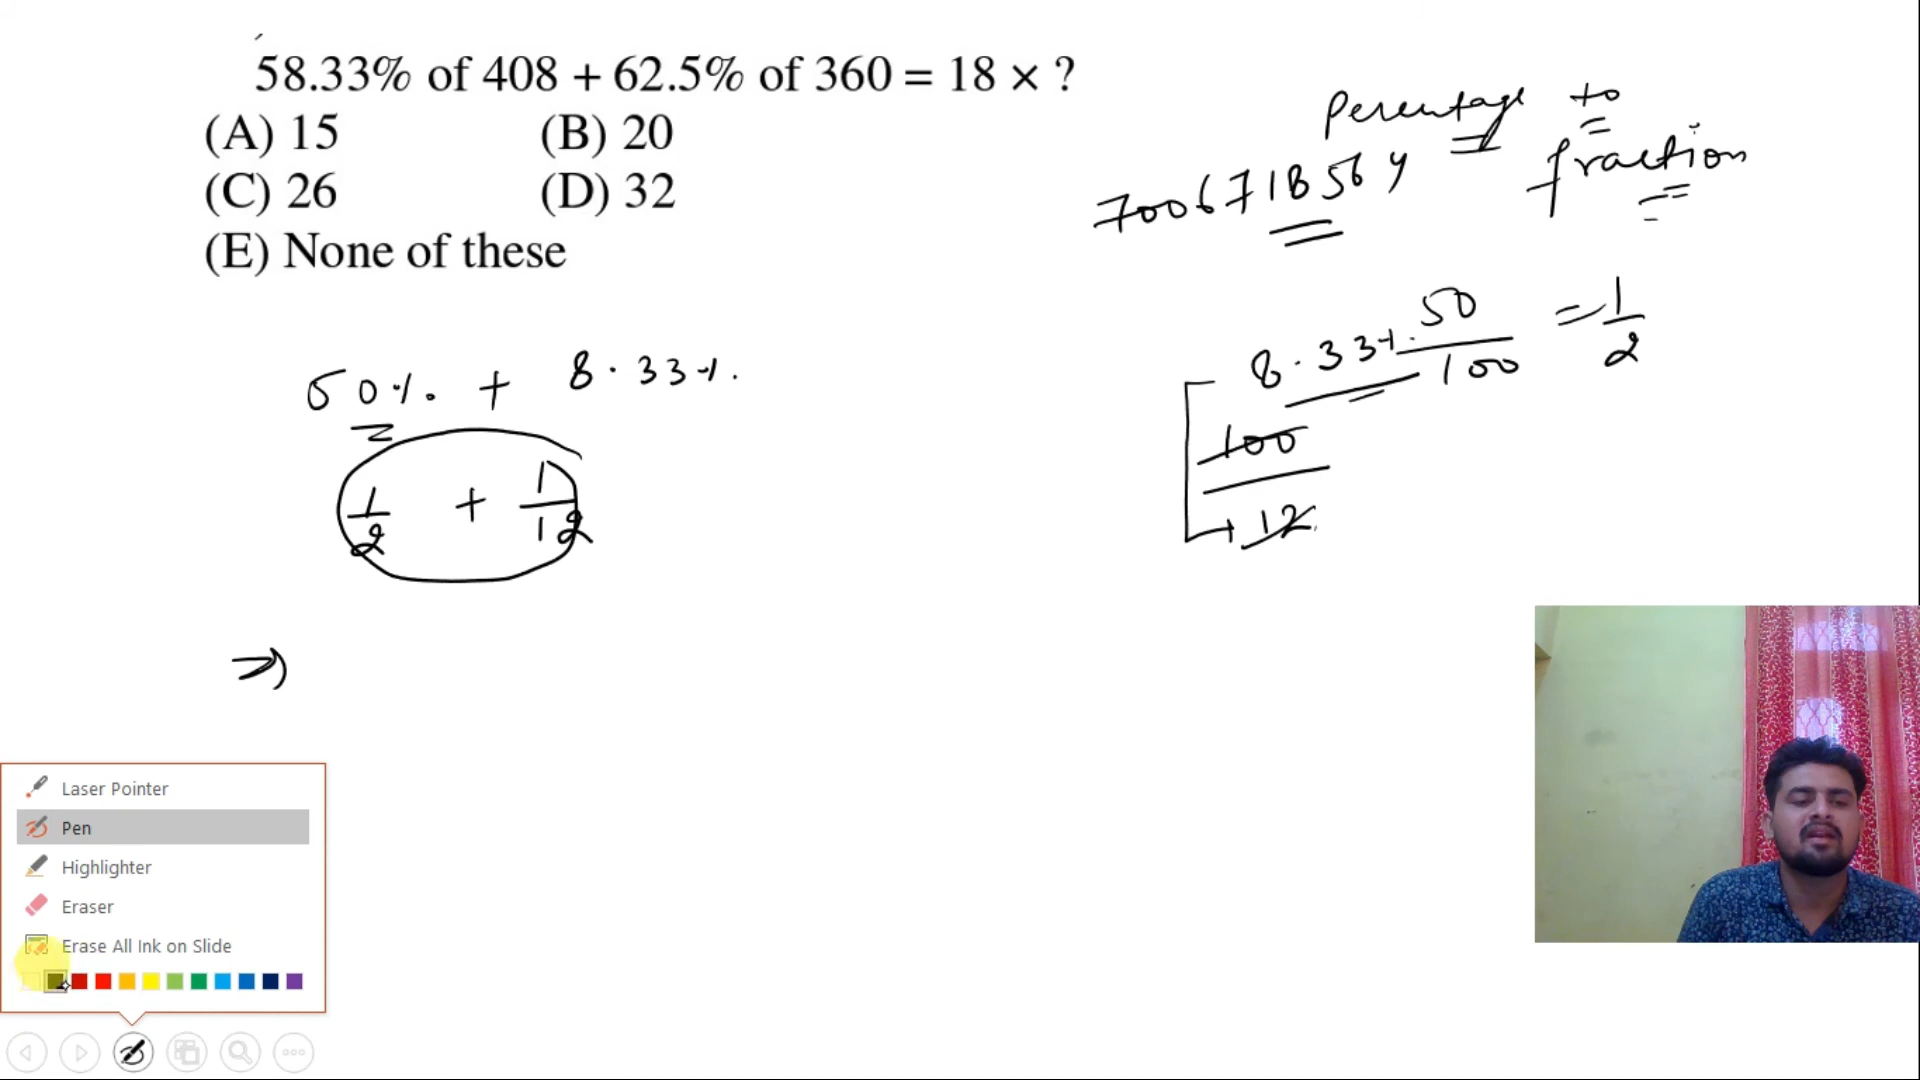 58.33% of 408 + 62.5% of 360 = 18 × ?
(A) 15 (B) 20
(C) 26 (D) 32
(E) None of these
Percentage to
fraction
7006718564
50% + 8.33%.
1/2 + 1/12
⇒)
8.33%.
100
12
50/100 = 1/2
Laser Pointer
Pen
Highlighter
Eraser
Erase All Ink on Slide